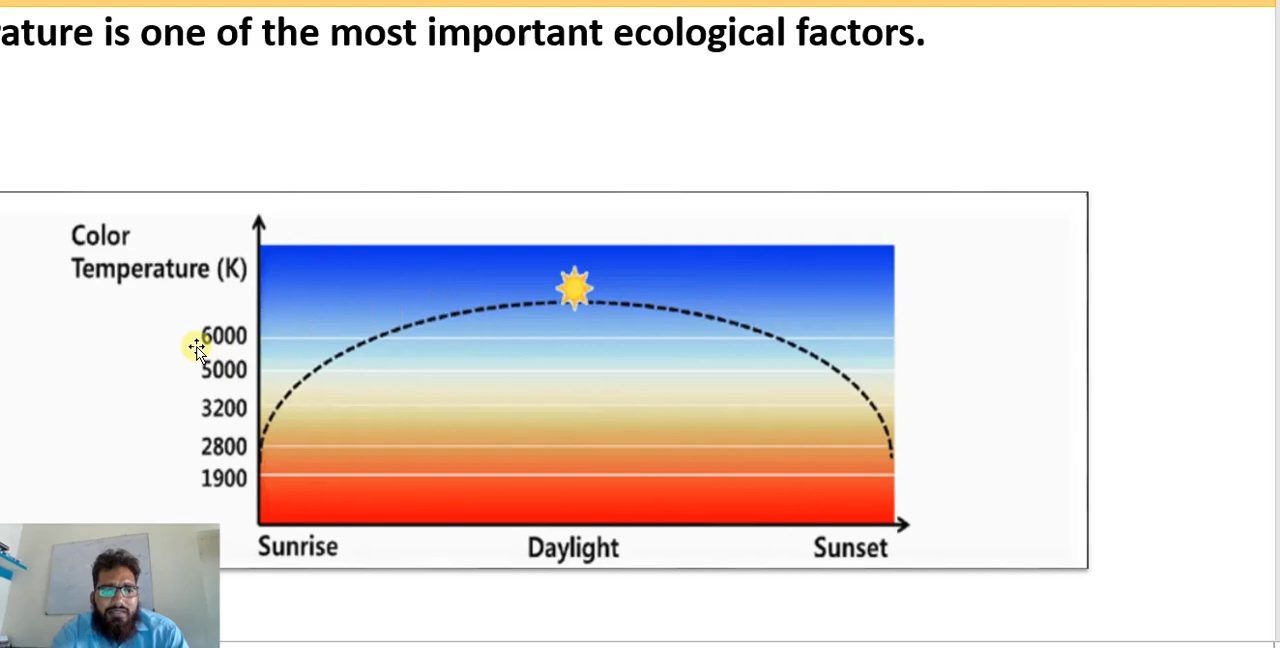 ature is one of the most important ecological factors.
Color
Temperature (K)
6000
5000
3200
2800
1900
Sunrise Daylight Sunset